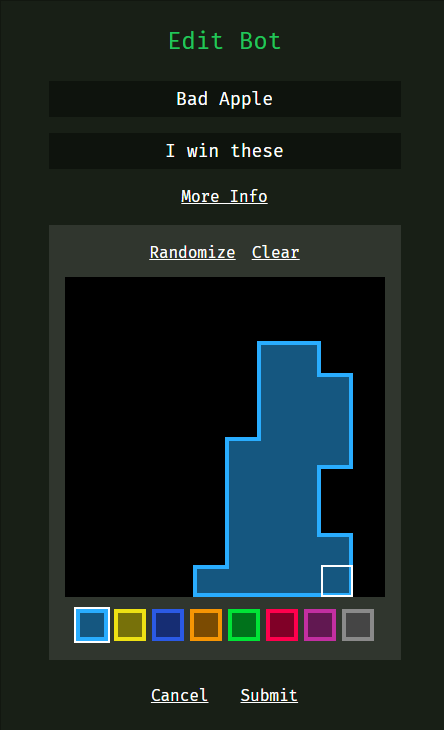 Edit Bot
Bad Apple
I win these
More Info
Randomize Clear
Cancel Submit